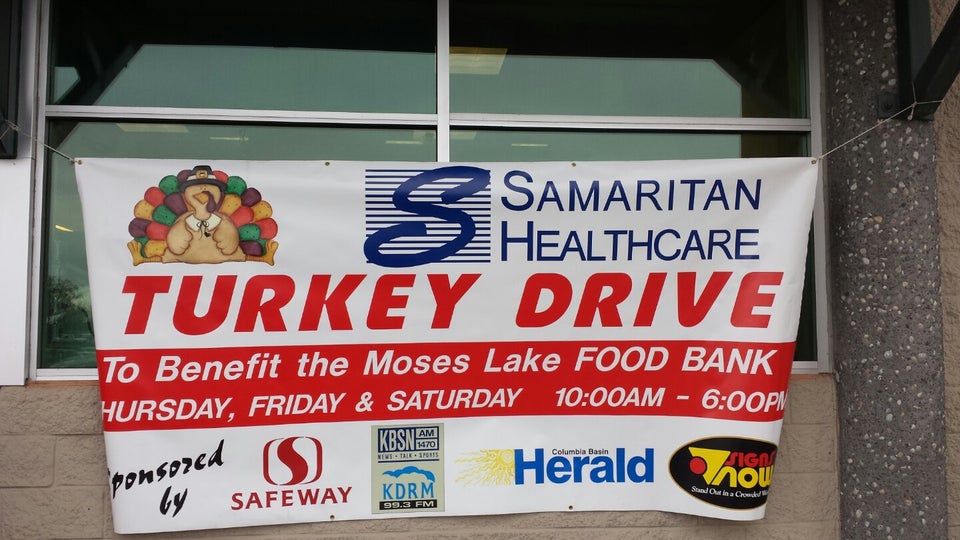 S SAMARITAN
HEALTHCARE
TURKEY DRIVE
To Benefit the Moses Lake FOOD BANK
HURSDAY, FRIDAY & SATURDAY 10:00AM - 6:00PM
ponsored
by
S
SAFEWAY
KBSN AM
1470
NEWS • TALK • SPORTS
KDRM
99.3 FM
Columbia Basin
Herald
SIGNS
NOW
Stand Out in a Crowded